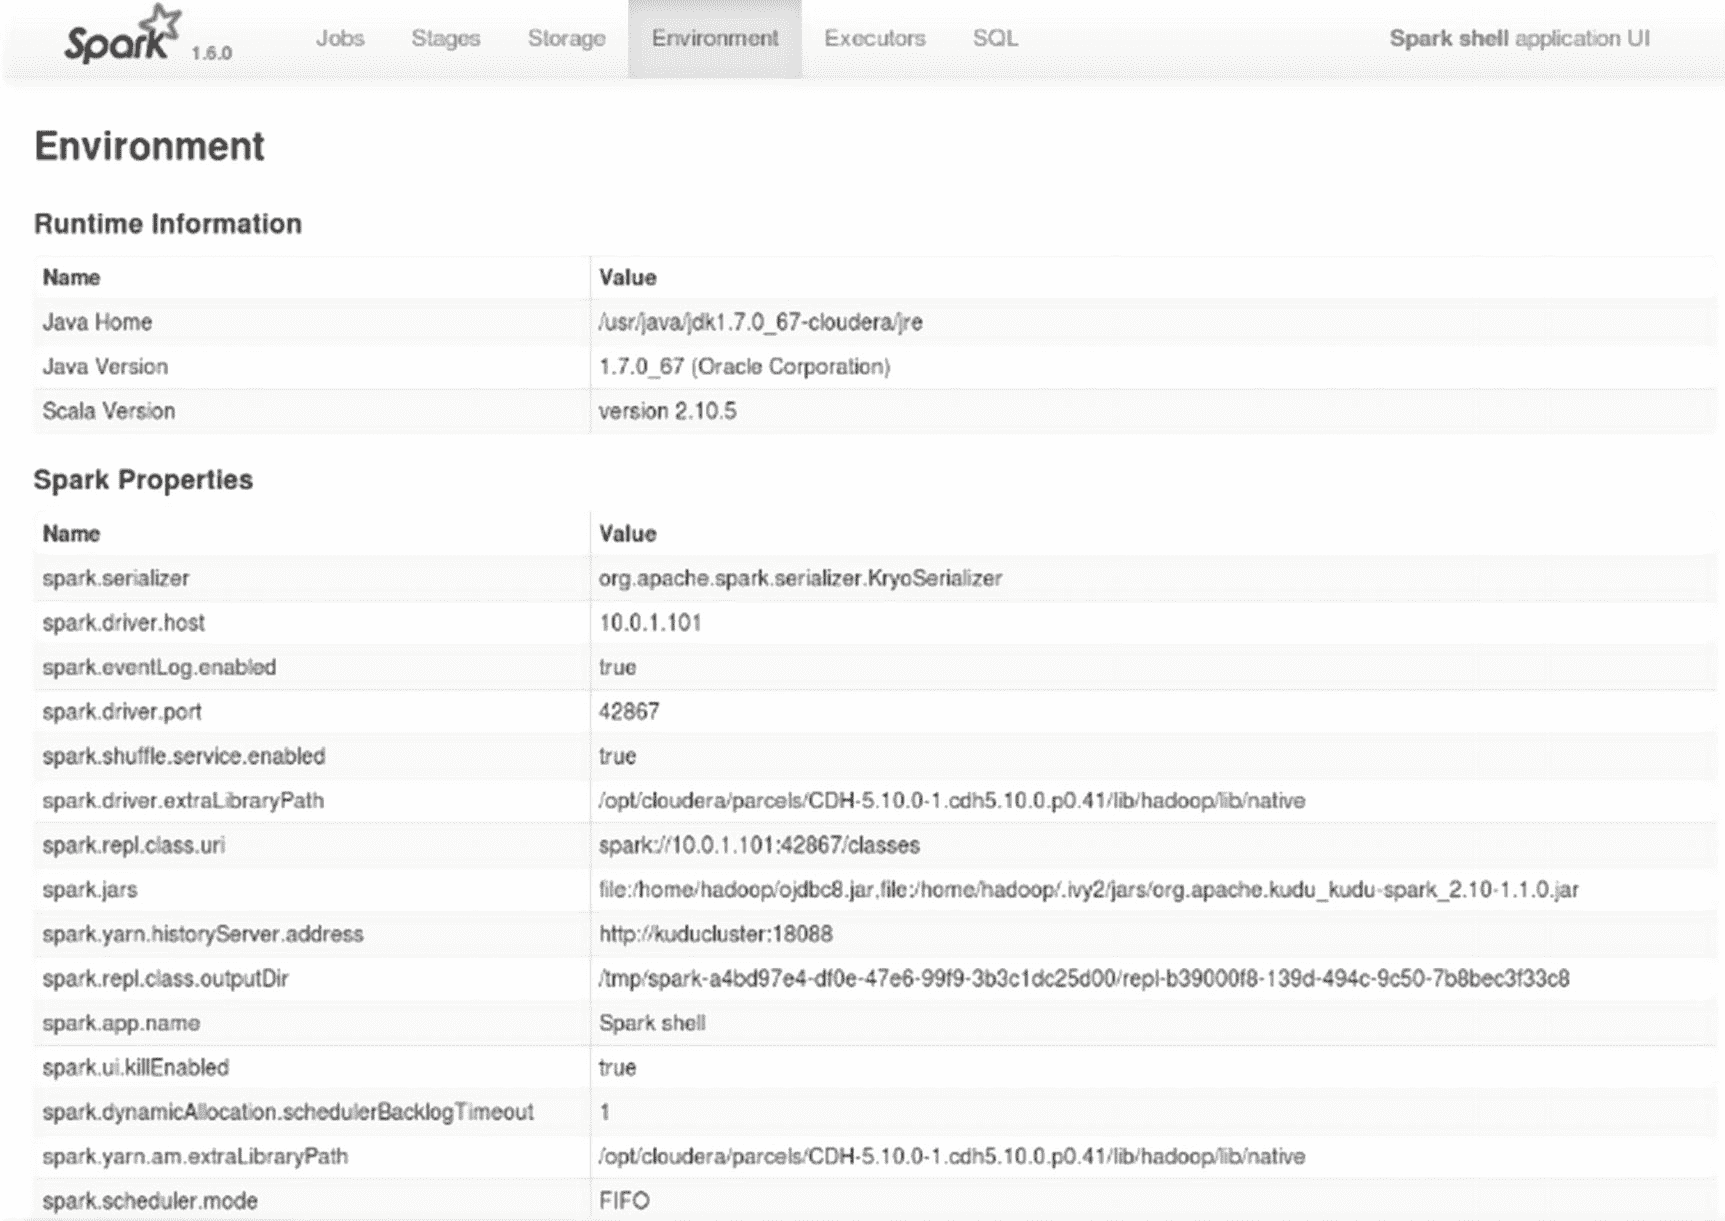 Spark 1.6.0 Jobs Stages Storage Environment Executors SQL Spark shell application UI
Environment
Runtime Information
Name Value
Java Home /usr/java/jdk1.7.0_67-cloudera/jre
Java Version 1.7.0_67 (Oracle Corporation)
Scala Version version 2.10.5
Spark Properties
Name Value
spark.serializer org.apache.spark.serializer.KryoSerializer
spark.driver.host 10.0.1.101
spark.eventLog.enabled true
spark.driver.port 42867
spark.shuffle.service.enabled true
spark.driver.extraLibraryPath /opt/cloudera/parcels/CDH-5.10.0-1.cdh5.10.0.p0.41/lib/hadoop/lib/native
spark.repl.class.uri spark://10.0.1.101:42867/classes
spark.jars file:/home/hadoop/ojdbc8.jar,file:/home/hadoop/.ivy2/jars/org.apache.kudu_kudu-spark_2.10-1.1.0.jar
spark.yarn.historyServer.address http://kuducluster:18088
spark.repl.class.outputDir /tmp/spark-a4bd97e4-df0e-47e6-99f9-3b3c1dc25d00/repl-b39000f8-139d-494c-9c50-7b8bec3f33c8
spark.app.name Spark shell
spark.ui.killEnabled true
spark.dynamicAllocation.schedulerBacklogTimeout 1
spark.yarn.am.extraLibraryPath /opt/cloudera/parcels/CDH-5.10.0-1.cdh5.10.0.p0.41/lib/hadoop/lib/native
spark.scheduler.mode FIFO